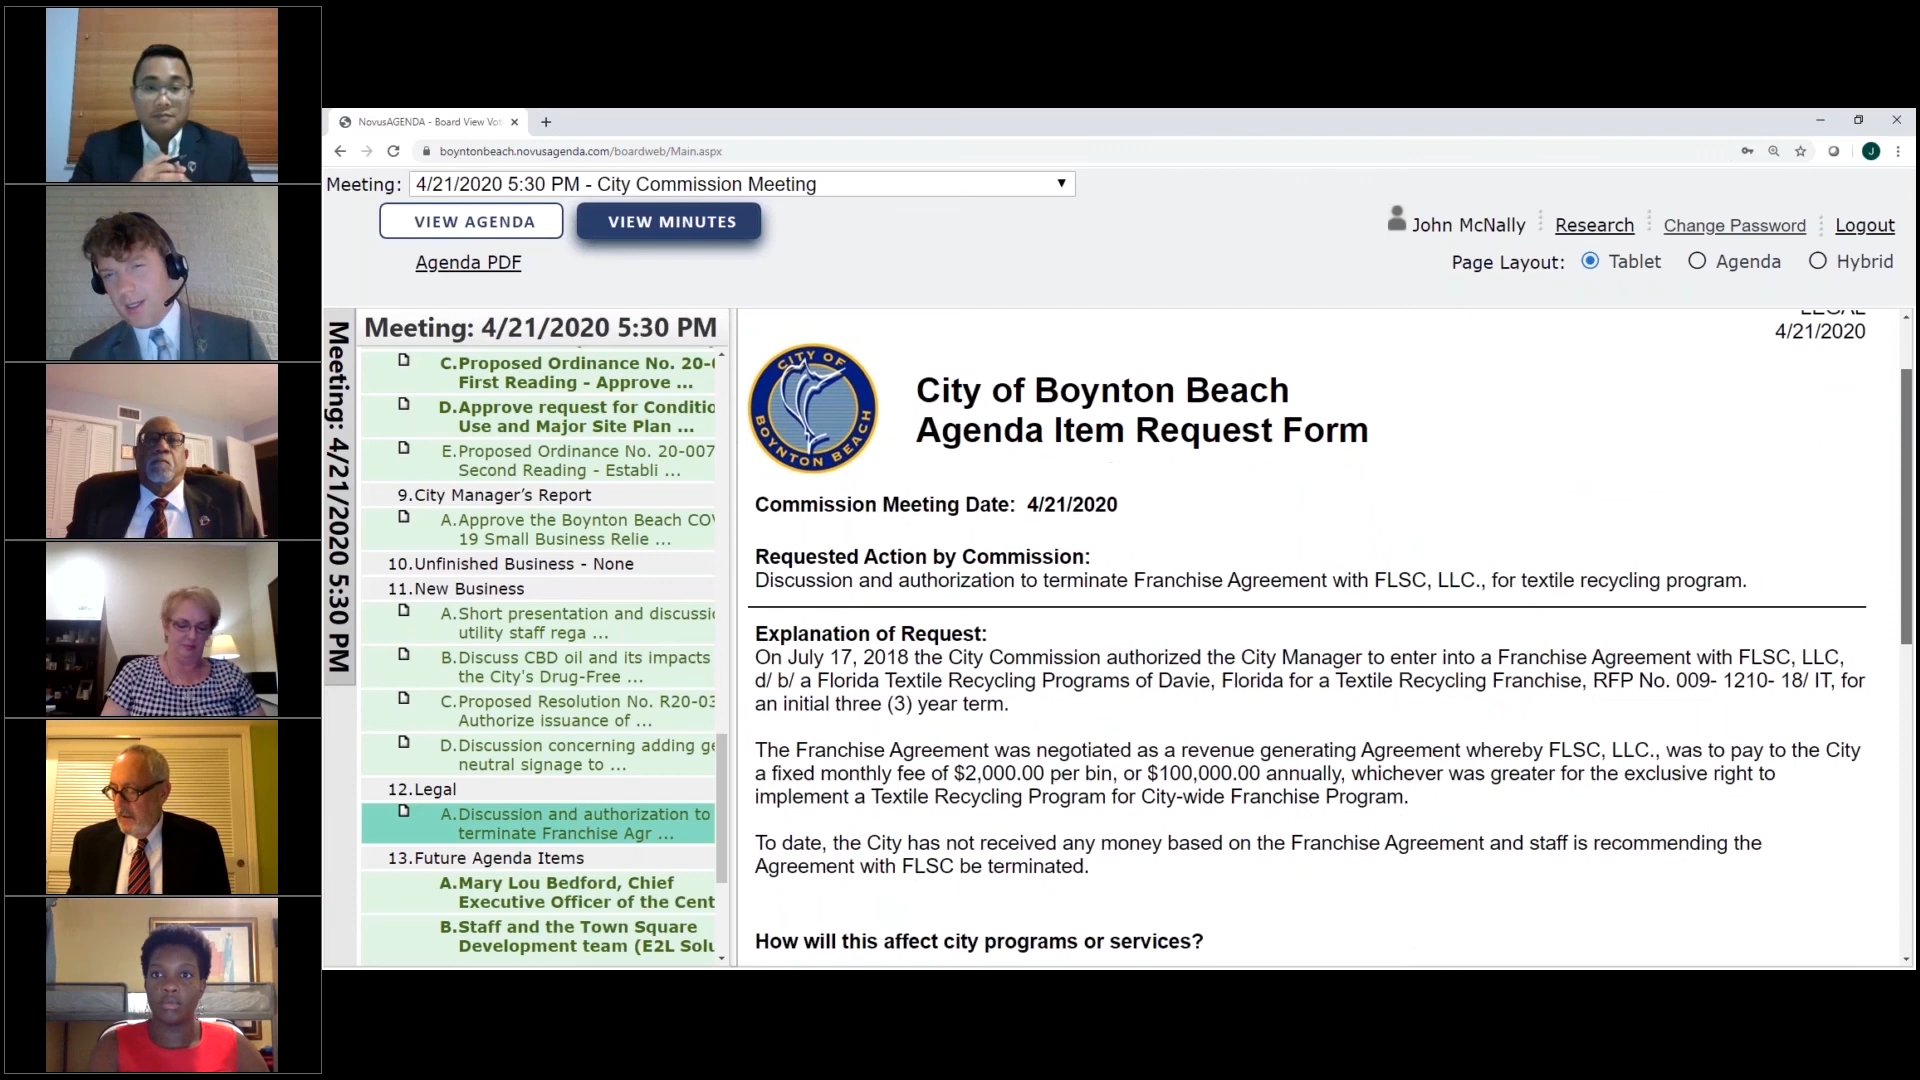 NovusAGENDA - Board View Vot
boyntonbeach.novusagenda.com/boardweb/Main.aspx
J
Meeting: 4/21/2020 5:30 PM - City Commission Meeting
VIEW AGENDA
VIEW MINUTES
Agenda PDF
John McNally
Research
Change Password
Logout
Page Layout: Tablet Agenda Hybrid
Meeting: 4/21/2020 5:30 PM
Meeting: 4/21/2020 5:30 PM
C.Proposed Ordinance No. 20-
First Reading - Approve ...
D.Approve request for Conditio
Use and Major Site Plan ...
E.Proposed Ordinance No. 20-007
Second Reading - Establi ...
9.City Manager's Report
A.Approve the Boynton Beach COV
19 Small Business Relie ...
10.Unfinished Business - None
11.New Business
A.Short presentation and discussio
utility staff rega ...
B.Discuss CBD oil and its impacts
the City's Drug-Free ...
C.Proposed Resolution No. R20-03
Authorize issuance of ...
D.Discussion concerning adding ge
neutral signage to ...
12.Legal
A.Discussion and authorization to
terminate Franchise Agr ...
13.Future Agenda Items
A.Mary Lou Bedford, Chief
Executive Officer of the Cent
B.Staff and the Town Square
Development team (E2L Solu
LEGAL
4/21/2020
CITY OF
BOYNTON BEACH
City of Boynton Beach
Agenda Item Request Form
Commission Meeting Date: 4/21/2020
Requested Action by Commission:
Discussion and authorization to terminate Franchise Agreement with FLSC, LLC., for textile recycling program.
Explanation of Request:
On July 17, 2018 the City Commission authorized the City Manager to enter into a Franchise Agreement with FLSC, LLC,
d/ b/ a Florida Textile Recycling Programs of Davie, Florida for a Textile Recycling Franchise, RFP No. 009- 1210- 18/ IT, for
an initial three (3) year term.
The Franchise Agreement was negotiated as a revenue generating Agreement whereby FLSC, LLC., was to pay to the City
a fixed monthly fee of $2,000.00 per bin, or $100,000.00 annually, whichever was greater for the exclusive right to
implement a Textile Recycling Program for City-wide Franchise Program.
To date, the City has not received any money based on the Franchise Agreement and staff is recommending the
Agreement with FLSC be terminated.
How will this affect city programs or services?